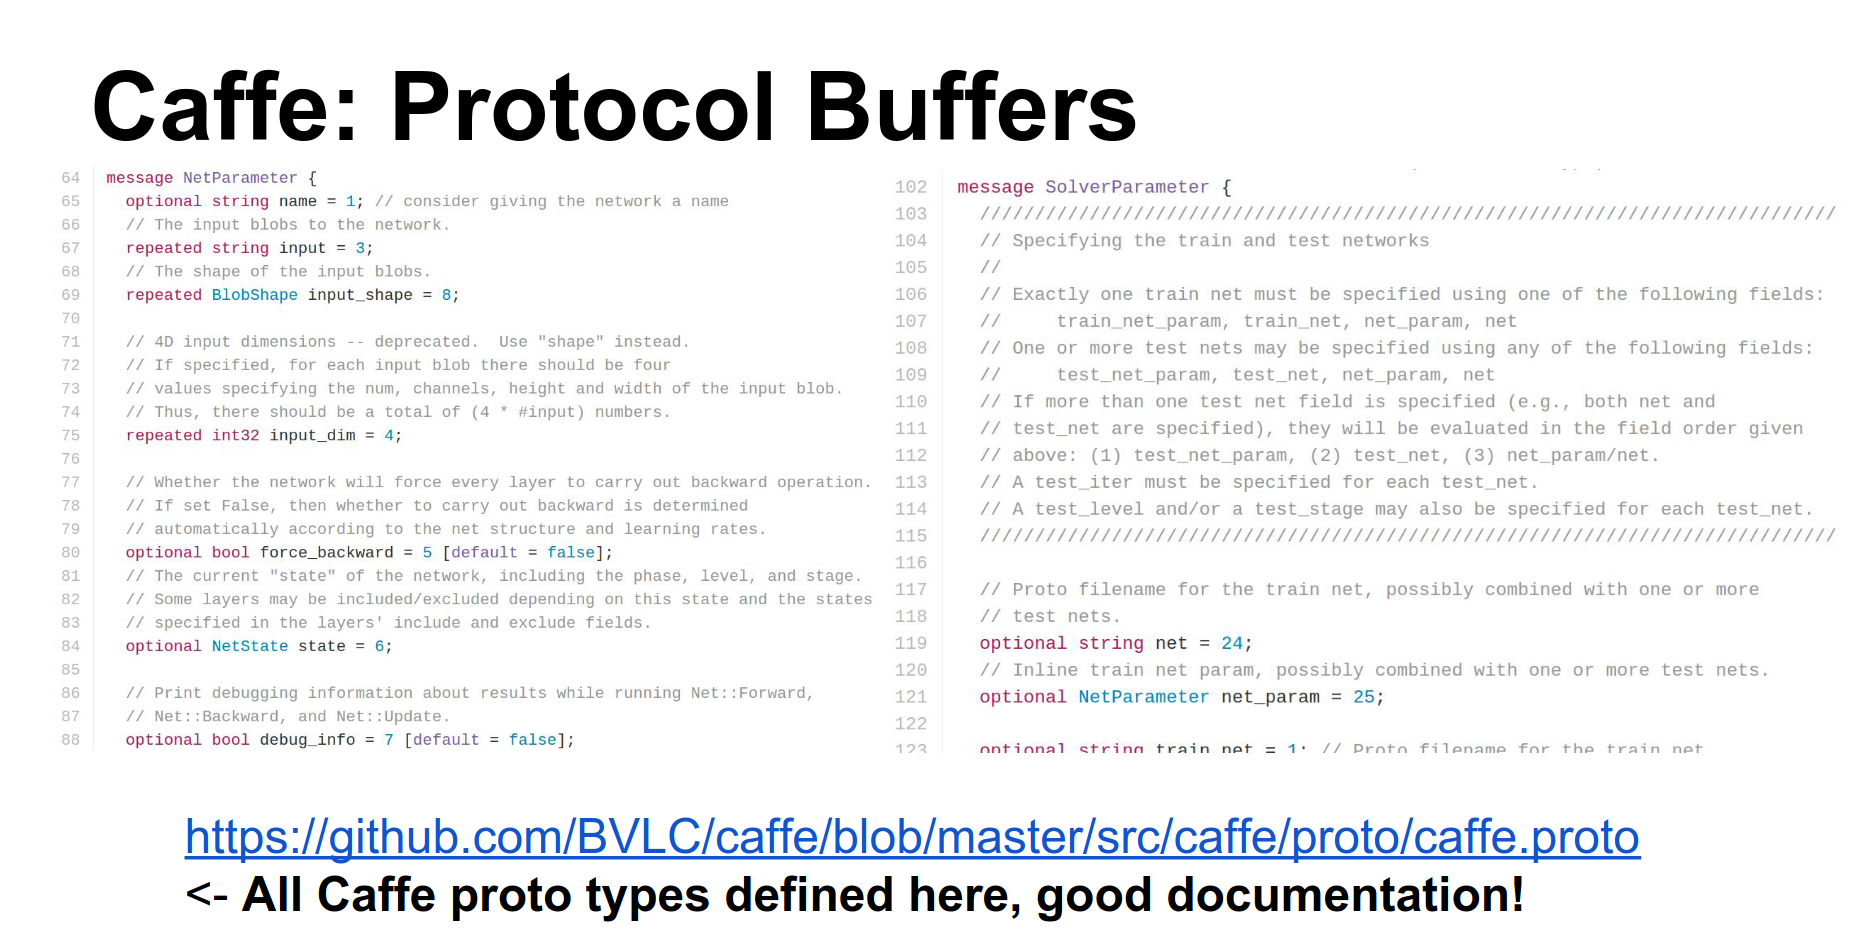 Caffe: Protocol Buffers
64 message NetParameter {
65 optional string name = 1; // consider giving the network a name
66 // The input blobs to the network.
67 repeated string input = 3;
68 // The shape of the input blobs.
69 repeated BlobShape input_shape = 8;
70
71 // 4D input dimensions -- deprecated.  Use "shape" instead.
72 // If specified, for each input blob there should be four
73 // values specifying the num, channels, height and width of the input blob.
74 // Thus, there should be a total of (4 * #input) numbers.
75 repeated int32 input_dim = 4;
76
77 // Whether the network will force every layer to carry out backward operation.
78 // If set False, then whether to carry out backward is determined
79 // automatically according to the net structure and learning rates.
80 optional bool force_backward = 5 [default = false];
81 // The current "state" of the network, including the phase, level, and stage.
82 // Some layers may be included/excluded depending on this state and the states
83 // specified in the layers' include and exclude fields.
84 optional NetState state = 6;
85
86 // Print debugging information about results while running Net::Forward,
87 // Net::Backward, and Net::Update.
88 optional bool debug_info = 7 [default = false];
102 message SolverParameter {
103 //////////////////////////////////////////////////////////////////////////////
104 // Specifying the train and test networks
105 //
106 // Exactly one train net must be specified using one of the following fields:
107 //     train_net_param, train_net, net_param, net
108 // One or more test nets may be specified using any of the following fields:
109 //     test_net_param, test_net, net_param, net
110 // If more than one test net field is specified (e.g., both net and
111 // test_net are specified), they will be evaluated in the field order given
112 // above: (1) test_net_param, (2) test_net, (3) net_param/net.
113 // A test_iter must be specified for each test_net.
114 // A test_level and/or a test_stage may also be specified for each test_net.
115 //////////////////////////////////////////////////////////////////////////////
116
117 // Proto filename for the train net, possibly combined with one or more
118 // test nets.
119 optional string net = 24;
120 // Inline train net param, possibly combined with one or more test nets.
121 optional NetParameter net_param = 25;
122
123 optional string train_net = 1; // Proto filename for the train net
https://github.com/BVLC/caffe/blob/master/src/caffe/proto/caffe.proto
<- All Caffe proto types defined here, good documentation!